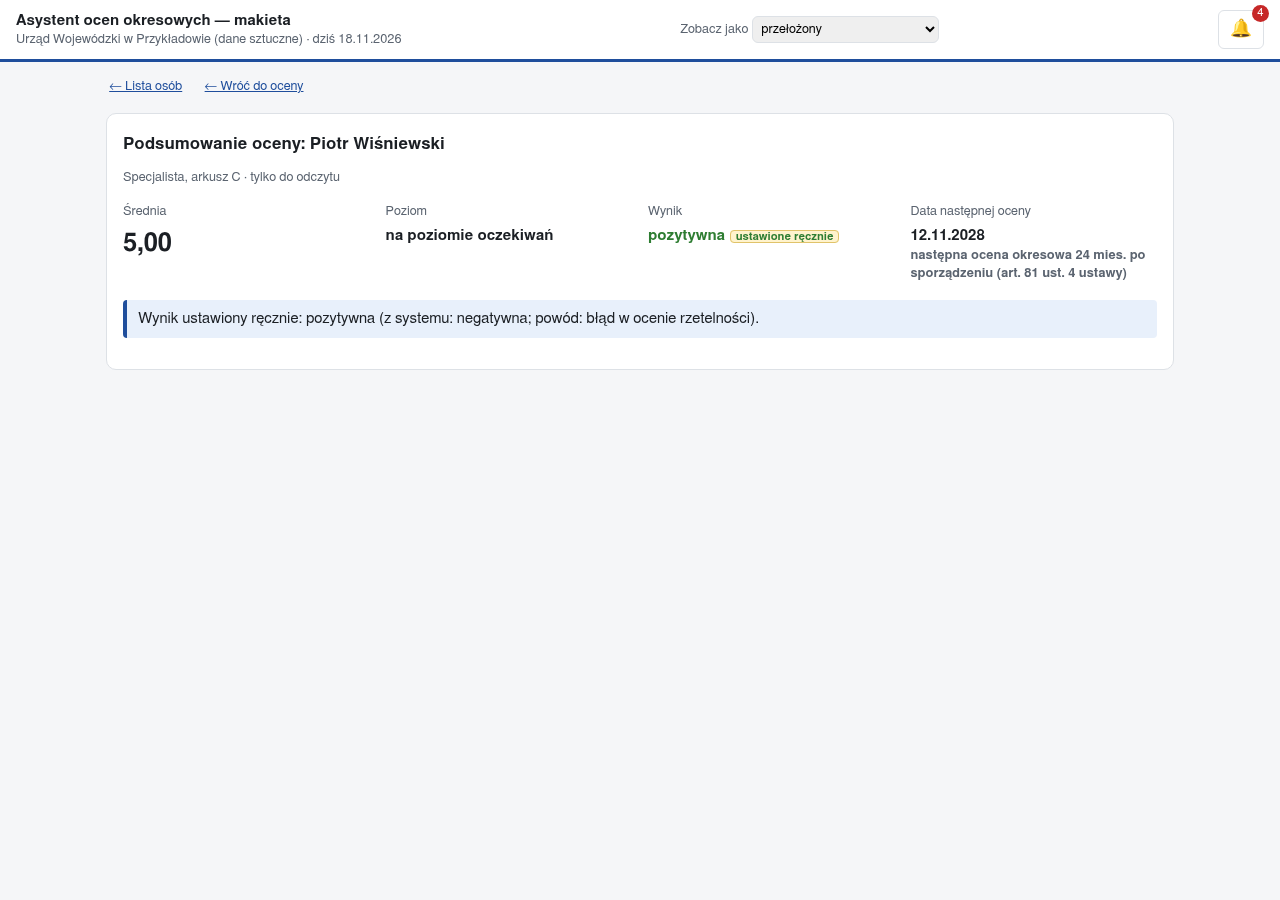 Asystent ocen okresowych — makieta
Urząd Wojewódzki w Przykładowie (dane sztuczne) · dziś 18.11.2026
Zobacz jako przełożony
4
← Lista osób ← Wróć do oceny
Podsumowanie oceny: Piotr Wiśniewski
Specjalista, arkusz C · tylko do odczytu
Średnia
5,00
Poziom
na poziomie oczekiwań
Wynik
pozytywna ustawione ręcznie
Data następnej oceny
12.11.2028
następna ocena okresowa 24 mies. po
sporządzeniu (art. 81 ust. 4 ustawy)
Wynik ustawiony ręcznie: pozytywna (z systemu: negatywna; powód: błąd w ocenie rzetelności).